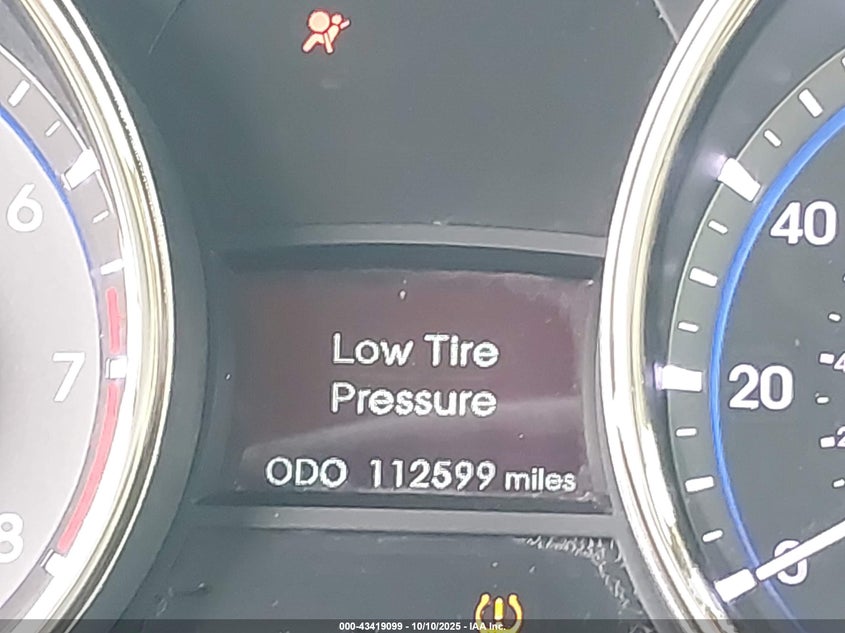 6
7
8
Low Tire
Pressure
ODO 112599 miles
40
20
0
000-43419099 - 10/10/2025 - IAA Inc.